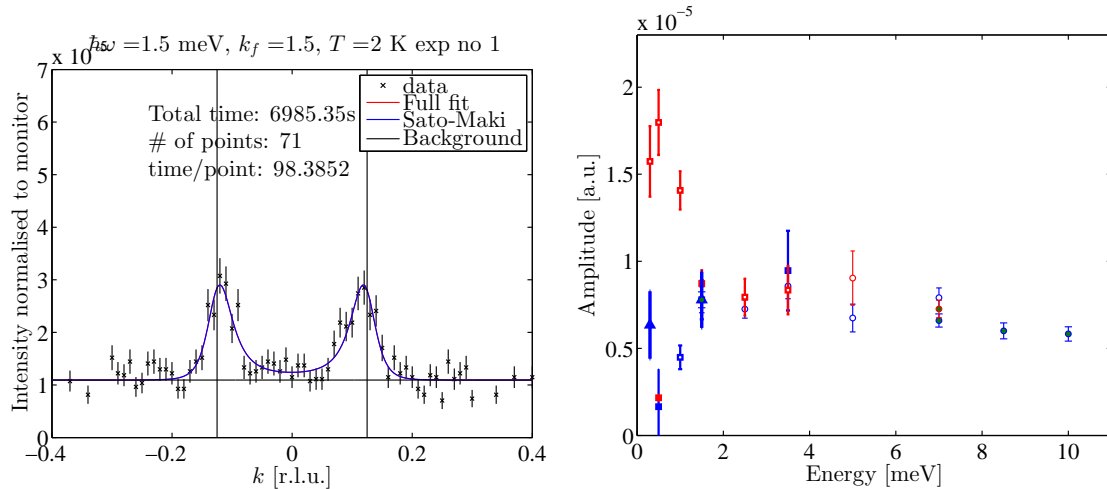 ħω =1.5 meV, k_f =1.5, T =2 K exp no 1
7
6
5
4
3
2
1
0
−0.4
−0.2
0
0.2
0.4
Intensity normalised to monitor
k [r.l.u.]
Total time: 6985.35s
# of points: 71
time/point: 98.3852
data
Full fit
Sato-Maki
Background
x 10⁻⁵
2
1.5
1
0.5
0
0
2
4
6
8
10
Amplitude [a.u.]
Energy [meV]